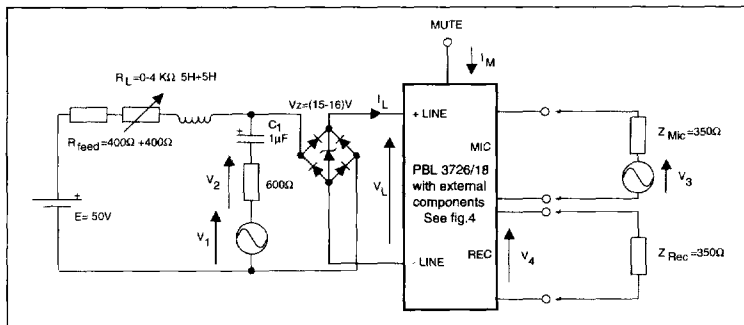 MUTE
I_M
R_L=0-4 KΩ 5H+5H
R_feed=400Ω+400Ω
C_1
1µF
V_Z=(15-16)V
I_L
+ LINE
MIC
PBL 3726/18
with external
components
See fig.4
Z_Mic=350Ω
V_3
V_2
600Ω
V_L
V_1
E= 50V
+
+
- LINE
REC
V_4
Z_Rec=350Ω